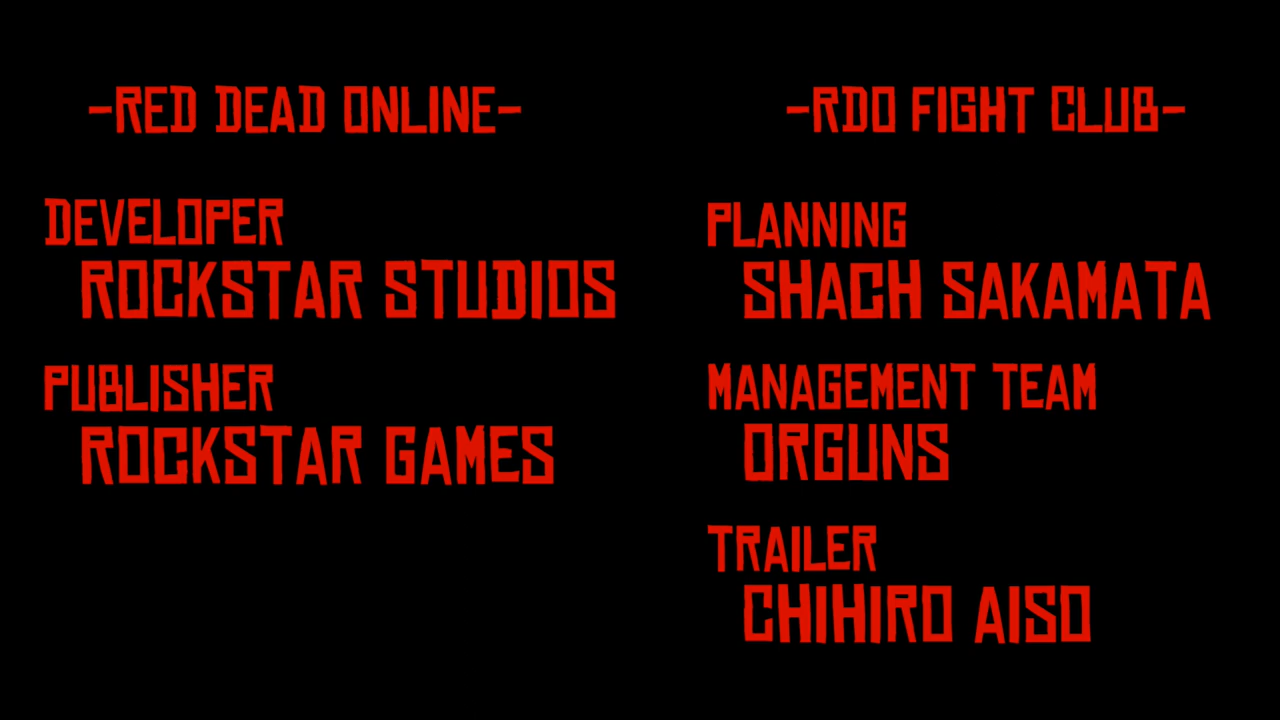 -RED DEAD ONLINE-
DEVELOPER
ROCKSTAR STUDIOS
PUBLISHER
ROCKSTAR GAMES
-RDO FIGHT CLUB-
PLANNING
SHACH SAKAMATA
MANAGEMENT TEAM
ORGUNS
TRAILER
CHIHIRO AISO